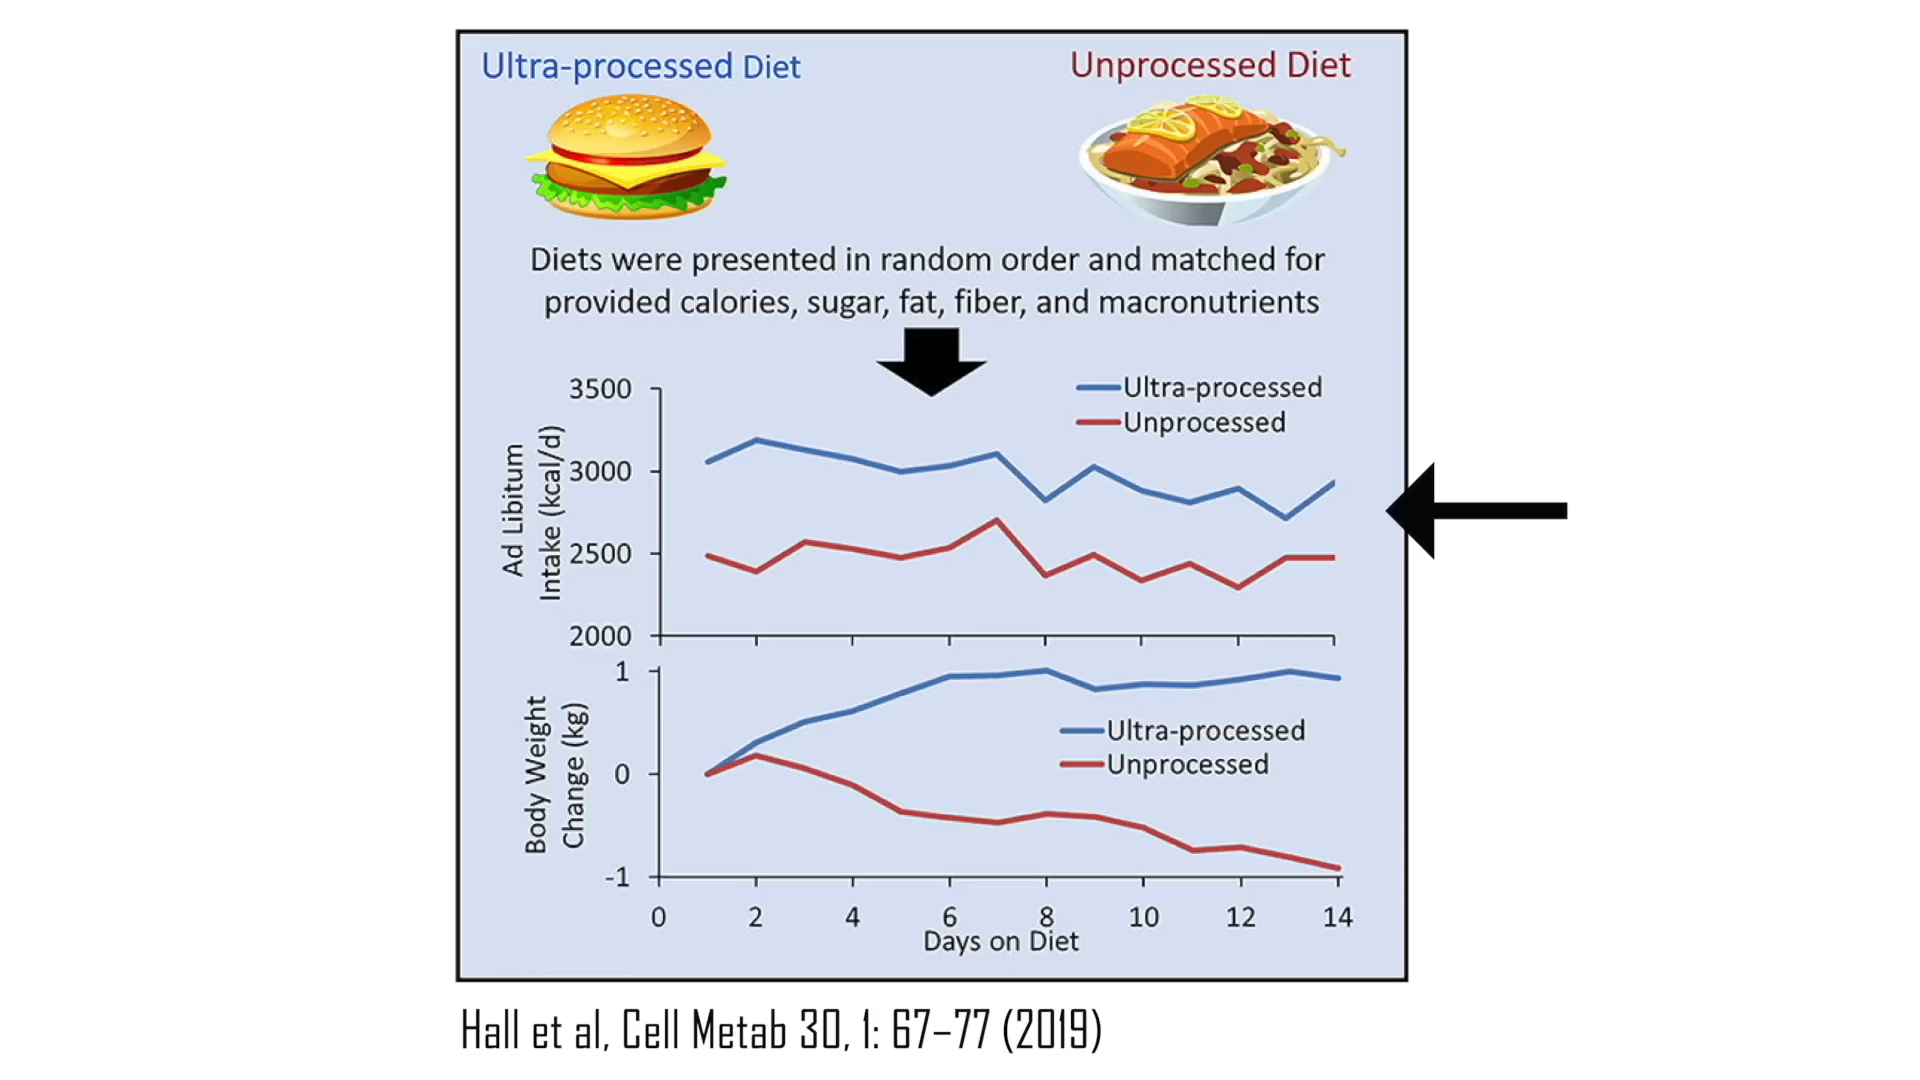 Ultra-processed Diet
Unprocessed Diet
Diets were presented in random order and matched for
provided calories, sugar, fat, fiber, and macronutrients
Ad Libitum
Intake (kcal/d)
3500
3000
2500
2000
Ultra-processed
Unprocessed
Body Weight
Change (kg)
1
0
-1
Ultra-processed
Unprocessed
0 2 4 6 8 10 12 14
Days on Diet
Hall et al, Cell Metab 30, 1: 67–77 (2019)